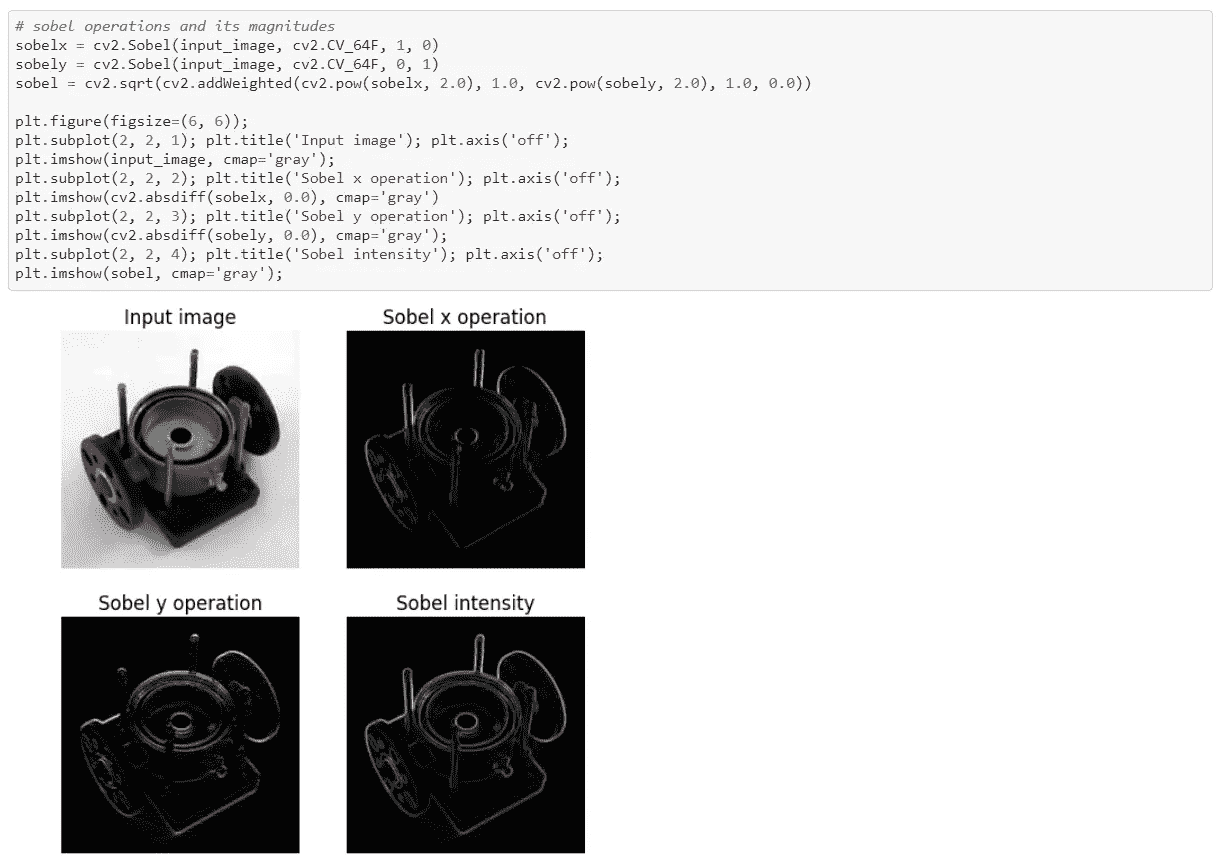 # sobel operations and its magnitudes
sobelx = cv2.Sobel(input_image, cv2.CV_64F, 1, 0)
sobely = cv2.Sobel(input_image, cv2.CV_64F, 0, 1)
sobel = cv2.sqrt(cv2.addWeighted(cv2.pow(sobelx, 2.0), 1.0, cv2.pow(sobely, 2.0), 1.0, 0.0))
plt.figure(figsize=(6, 6));
plt.subplot(2, 2, 1); plt.title('Input image'); plt.axis('off');
plt.imshow(input_image, cmap='gray');
plt.subplot(2, 2, 2); plt.title('Sobel x operation'); plt.axis('off');
plt.imshow(cv2.absdiff(sobelx, 0.0), cmap='gray')
plt.subplot(2, 2, 3); plt.title('Sobel y operation'); plt.axis('off');
plt.imshow(cv2.absdiff(sobely, 0.0), cmap='gray');
plt.subplot(2, 2, 4); plt.title('Sobel intensity'); plt.axis('off');
plt.imshow(sobel, cmap='gray');
Input image
Sobel x operation
Sobel y operation
Sobel intensity